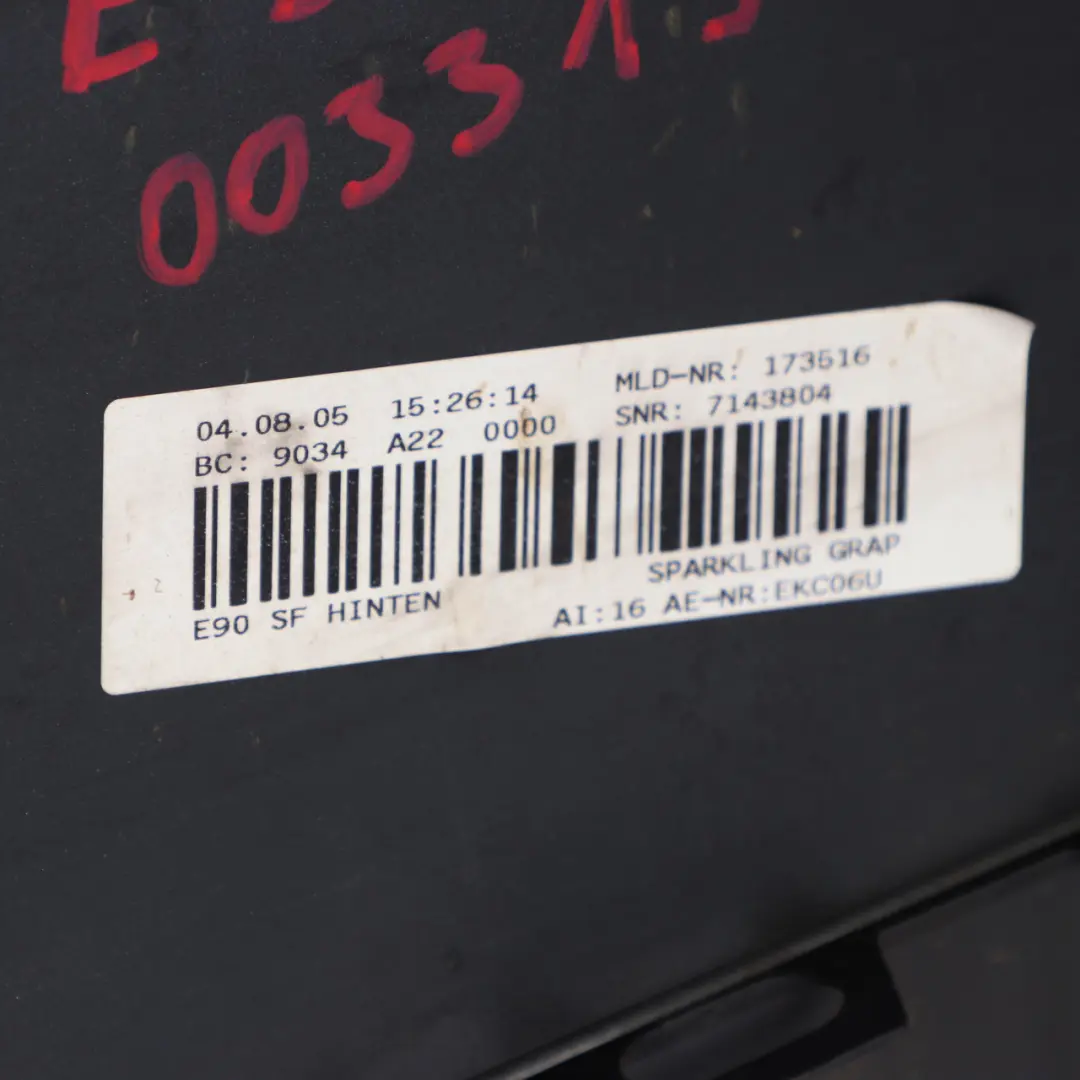 00331
04.08.05 15:26:14 MLD-NR: 173516
BC: 9034 A22 0000 SNR: 7143804
E90 SF HINTEN SPARKLING GRAP
AI:16 AE-NR:EKC06U